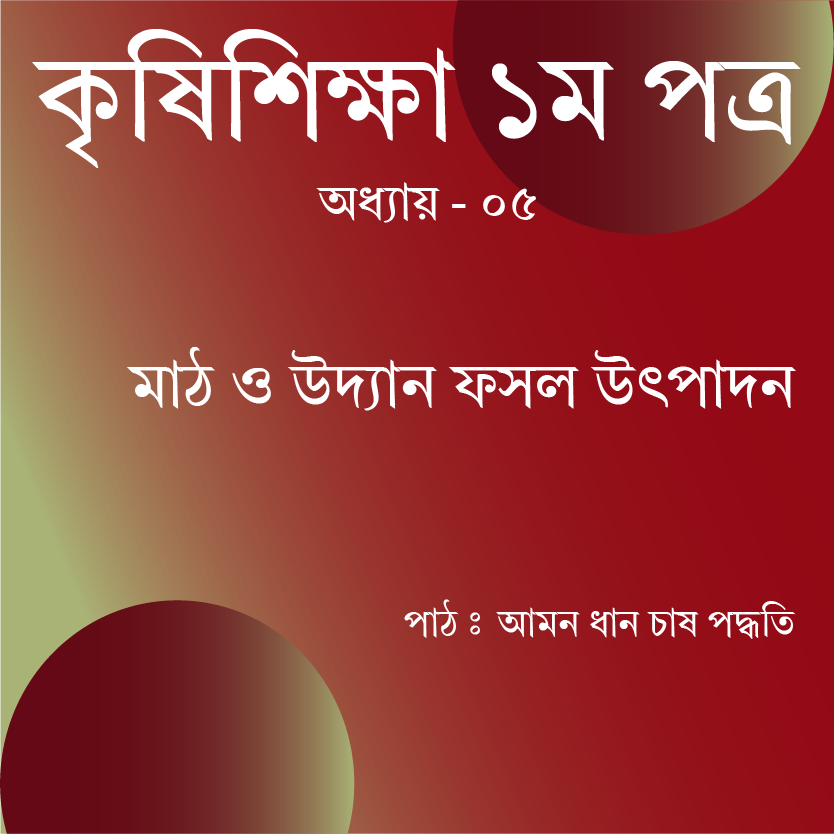 কৃষিশিক্ষা ১ম পত্র
অধ্যায় - ০৫
মাঠ ও উদ্যান ফসল উৎপাদন
পাঠ ঃ আমন ধান চাষ পদ্ধতি